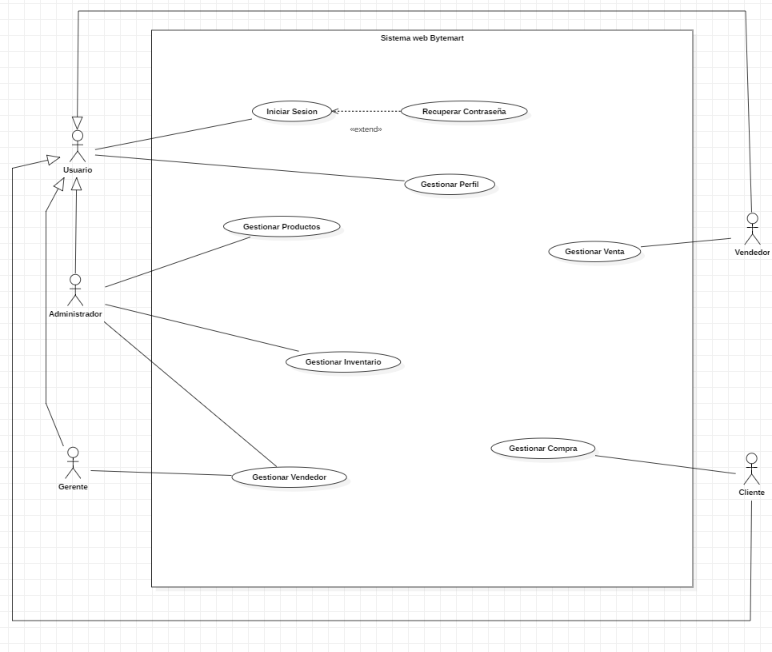 Sistema web Bytemart
Iniciar Sesion
Recuperar Contraseña
«extend»
Usuario
Gestionar Perfil
Gestionar Productos
Gestionar Venta
Vendedor
Administrador
Gestionar Inventario
Gestionar Compra
Gestionar Vendedor
Gerente
Cliente